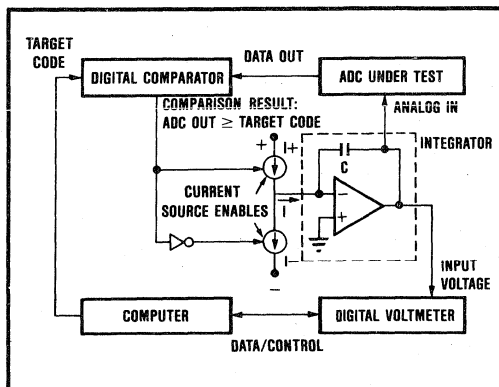 TARGET
CODE
DIGITAL COMPARATOR
DATA OUT
ADC UNDER TEST
COMPARISON RESULT:
ADC OUT ≥ TARGET CODE
ANALOG IN
INTEGRATOR
+
I+
C
CURRENT
SOURCE ENABLES
I
−
+
I−
−
INPUT
VOLTAGE
COMPUTER
DIGITAL VOLTMETER
DATA/CONTROL